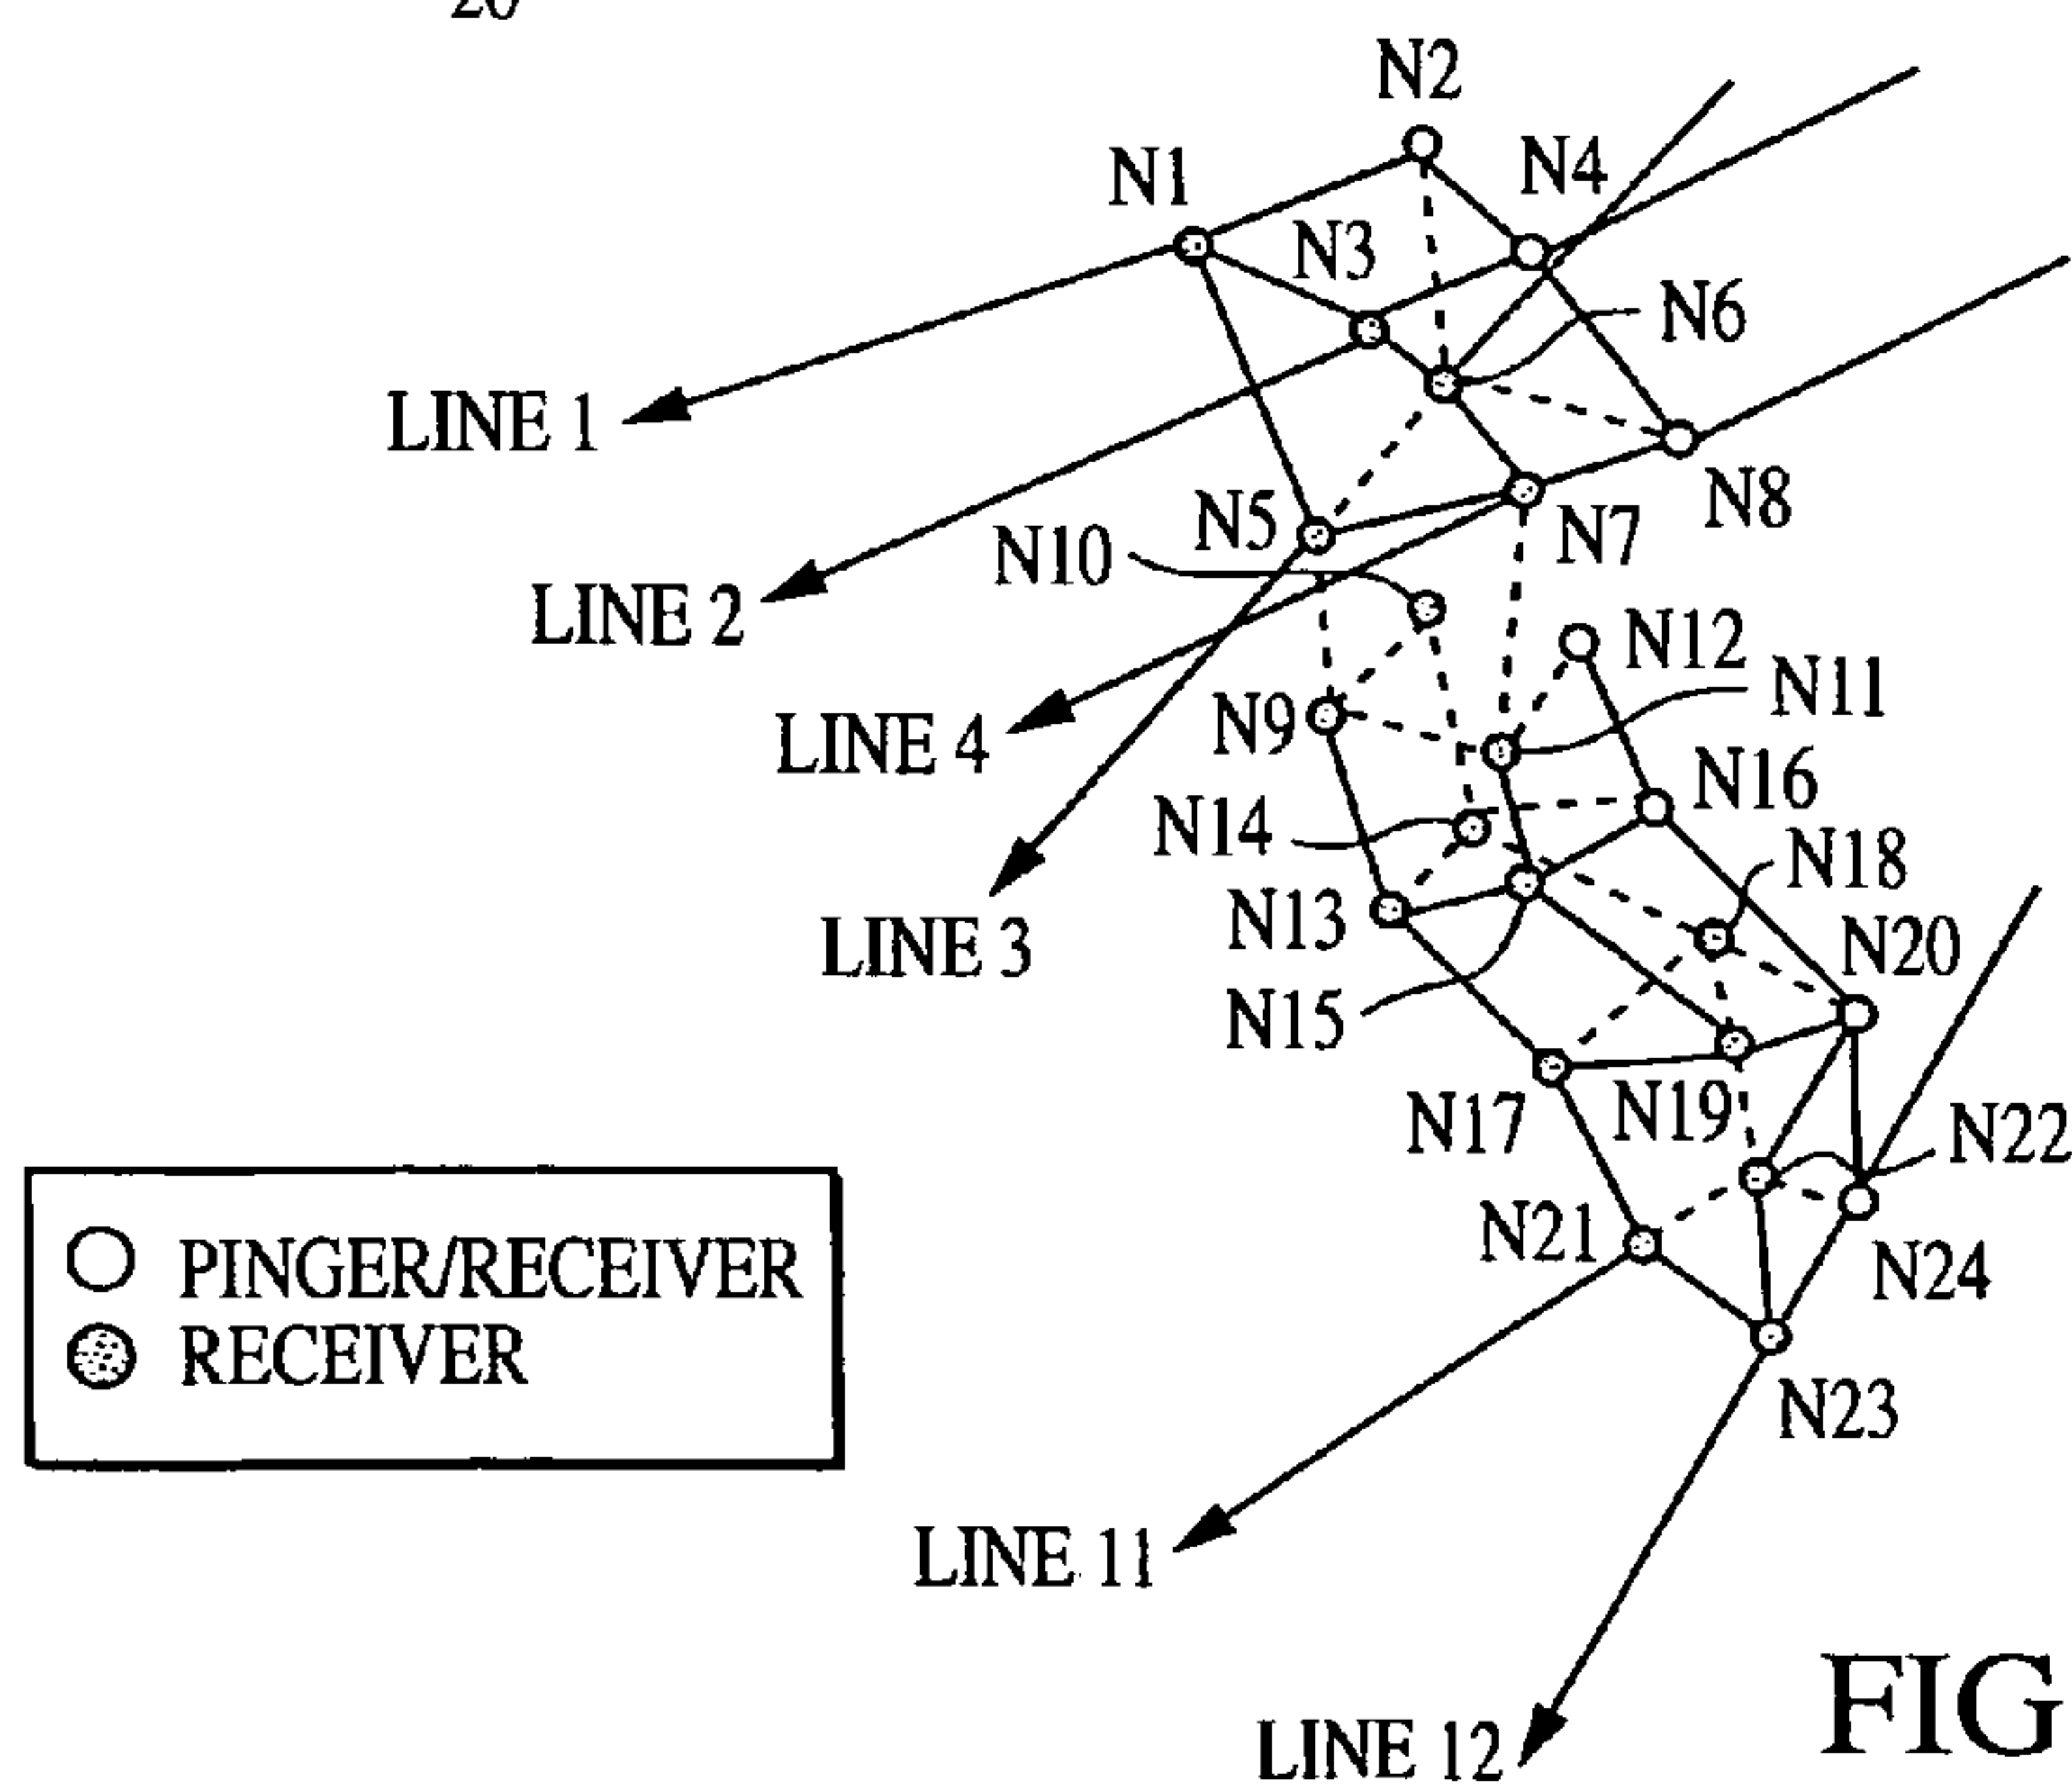 N2
N4
N1
N3
N6
LINE 1
N8
N5
N7
N10
LINE 2
N12
N11
N9
LINE 4
N16
N14
N18
N13
LINE 3
N20
N15
N17
N19
N22
PINGER/RECEIVER
N21
N24
RECEIVER
N23
LINE 11
FIG
LINE 12